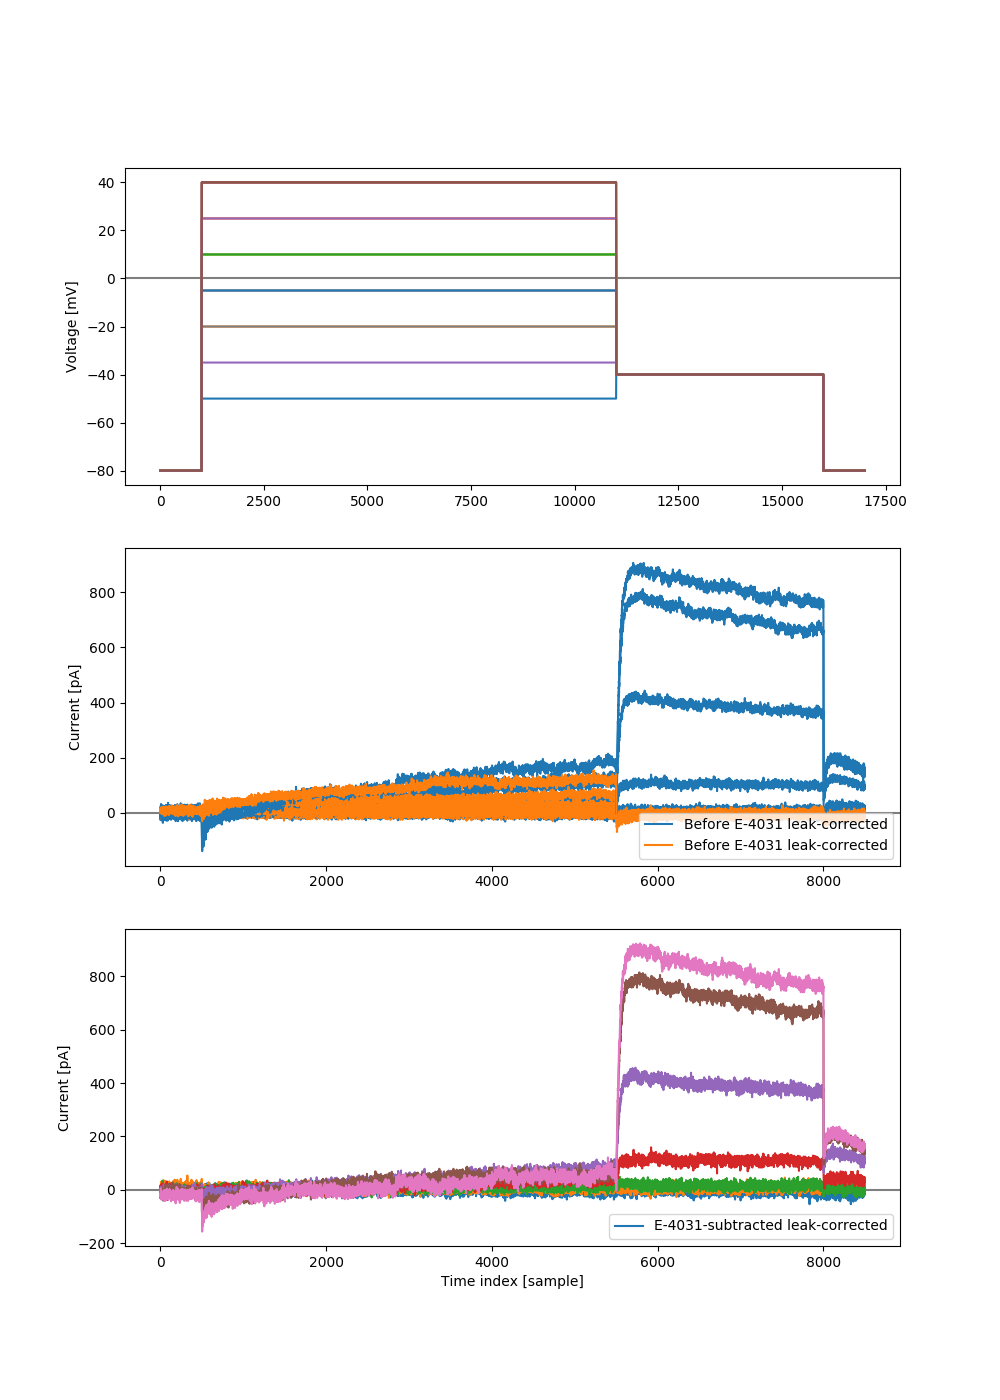 40
20
0
−20
−40
−60
−80
Voltage [mV]
0 2500 5000 7500 10000 12500 15000 17500
800
600
400
200
0
Current [pA]
Before E-4031 leak-corrected
Before E-4031 leak-corrected
0 2000 4000 6000 8000
800
600
400
200
0
−200
Current [pA]
E-4031-subtracted leak-corrected
0 2000 4000 6000 8000
Time index [sample]